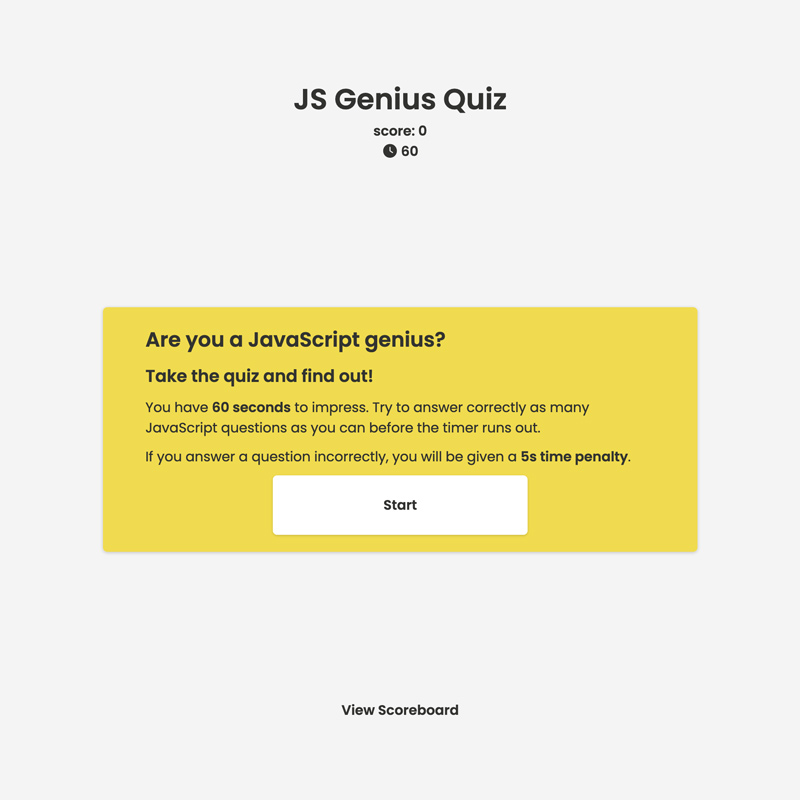 JS Genius Quiz
score: 0
60
Are you a JavaScript genius?
Take the quiz and find out!
You have 60 seconds to impress. Try to answer correctly as many
JavaScript questions as you can before the timer runs out.
If you answer a question incorrectly, you will be given a 5s time penalty.
Start
View Scoreboard